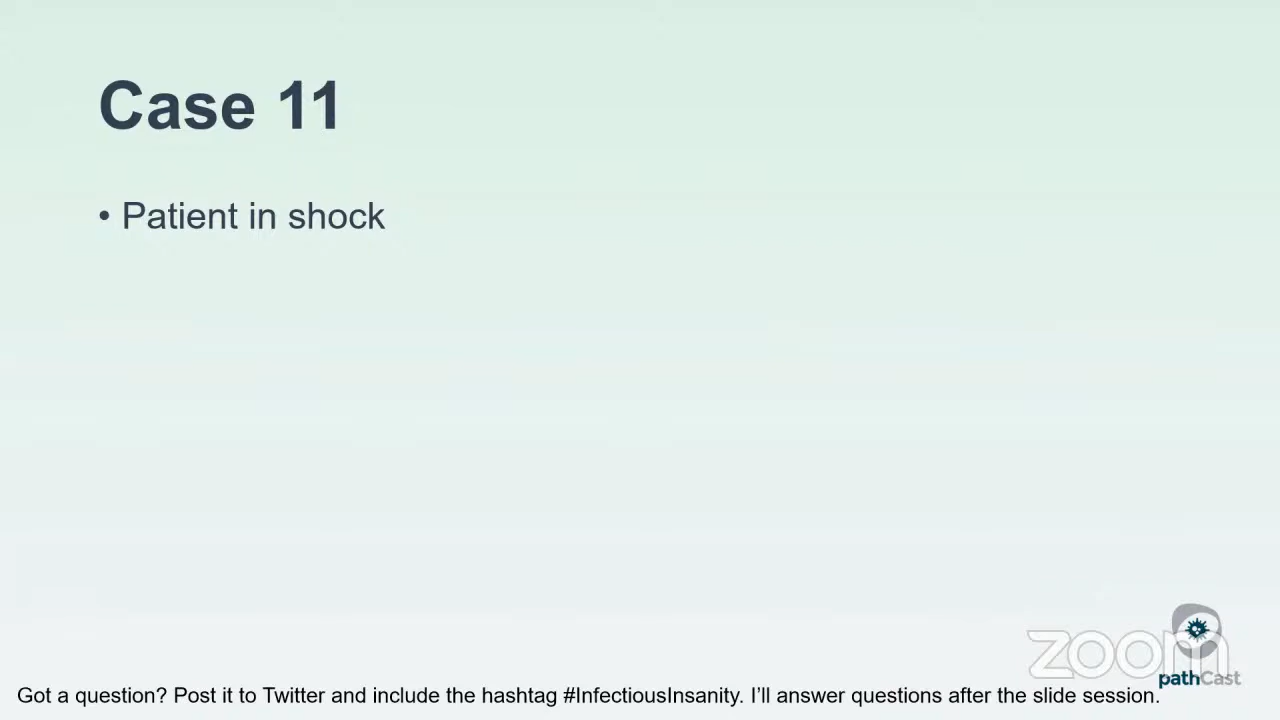 Case 11
• Patient in shock
zoom
pathCast
Got a question? Post it to Twitter and include the hashtag #InfectiousInsanity. I’ll answer questions after the slide session.